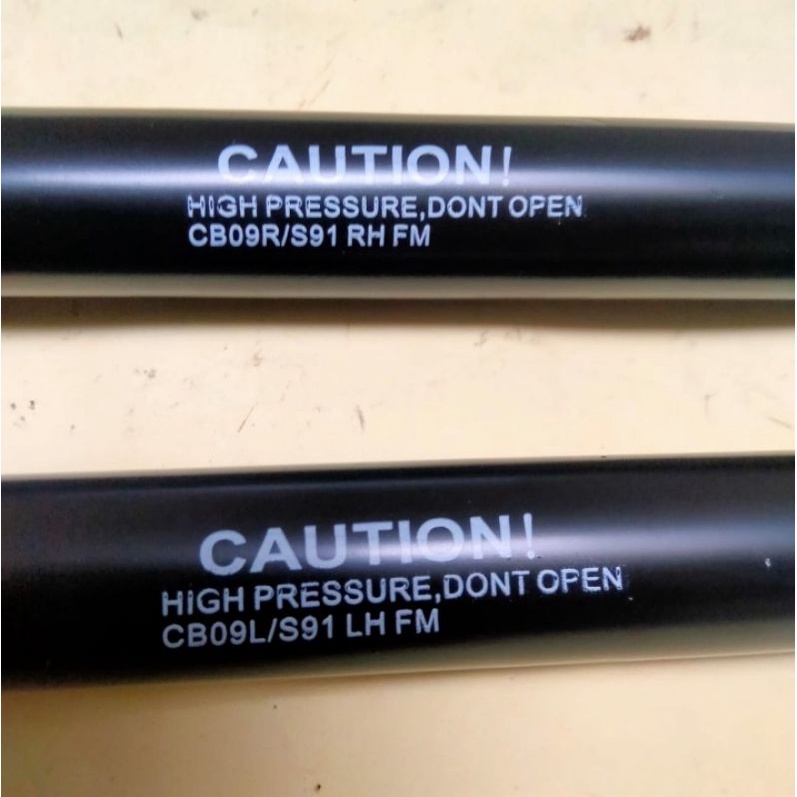 CAUTION!
HIGH PRESSURE,DONT OPEN
CB09R/S91 RH FM
CAUTION!
HIGH PRESSURE,DONT OPEN
CB09L/S91 LH FM